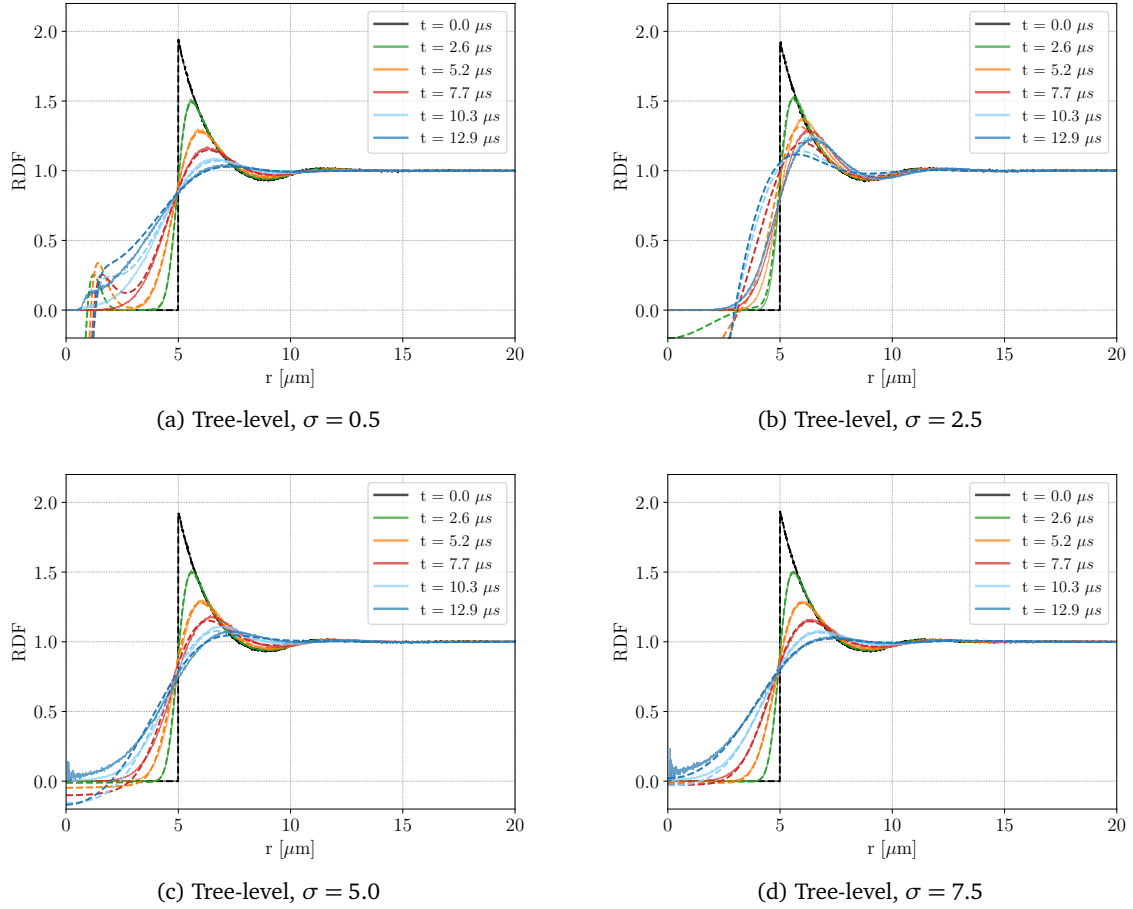 2.0
1.5
1.0
0.5
0.0
RDF
0 5 10 15 20
r [μm]
t = 0.0 μs
t = 2.6 μs
t = 5.2 μs
t = 7.7 μs
t = 10.3 μs
t = 12.9 μs
(a) Tree-level, σ = 0.5
2.0
1.5
1.0
0.5
0.0
RDF
0 5 10 15 20
r [μm]
t = 0.0 μs
t = 2.6 μs
t = 5.2 μs
t = 7.7 μs
t = 10.3 μs
t = 12.9 μs
(b) Tree-level, σ = 2.5
2.0
1.5
1.0
0.5
0.0
RDF
0 5 10 15 20
r [μm]
t = 0.0 μs
t = 2.6 μs
t = 5.2 μs
t = 7.7 μs
t = 10.3 μs
t = 12.9 μs
(c) Tree-level, σ = 5.0
2.0
1.5
1.0
0.5
0.0
RDF
0 5 10 15 20
r [μm]
t = 0.0 μs
t = 2.6 μs
t = 5.2 μs
t = 7.7 μs
t = 10.3 μs
t = 12.9 μs
(d) Tree-level, σ = 7.5